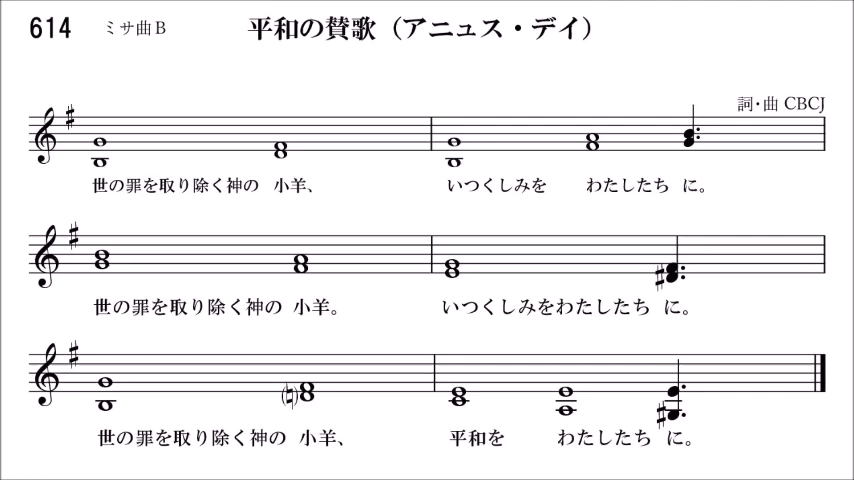 614 ミサ曲B 平和の賛歌（アニュス・デイ）
詞・曲 CBCJ
世の罪を取り除く神の 小羊、 いつくしみを わたしたち に。
世の罪を取り除く神の 小羊。 いつくしみをわたしたち に。
世の罪を取り除く神の 小羊、 平和を わたしたち に。